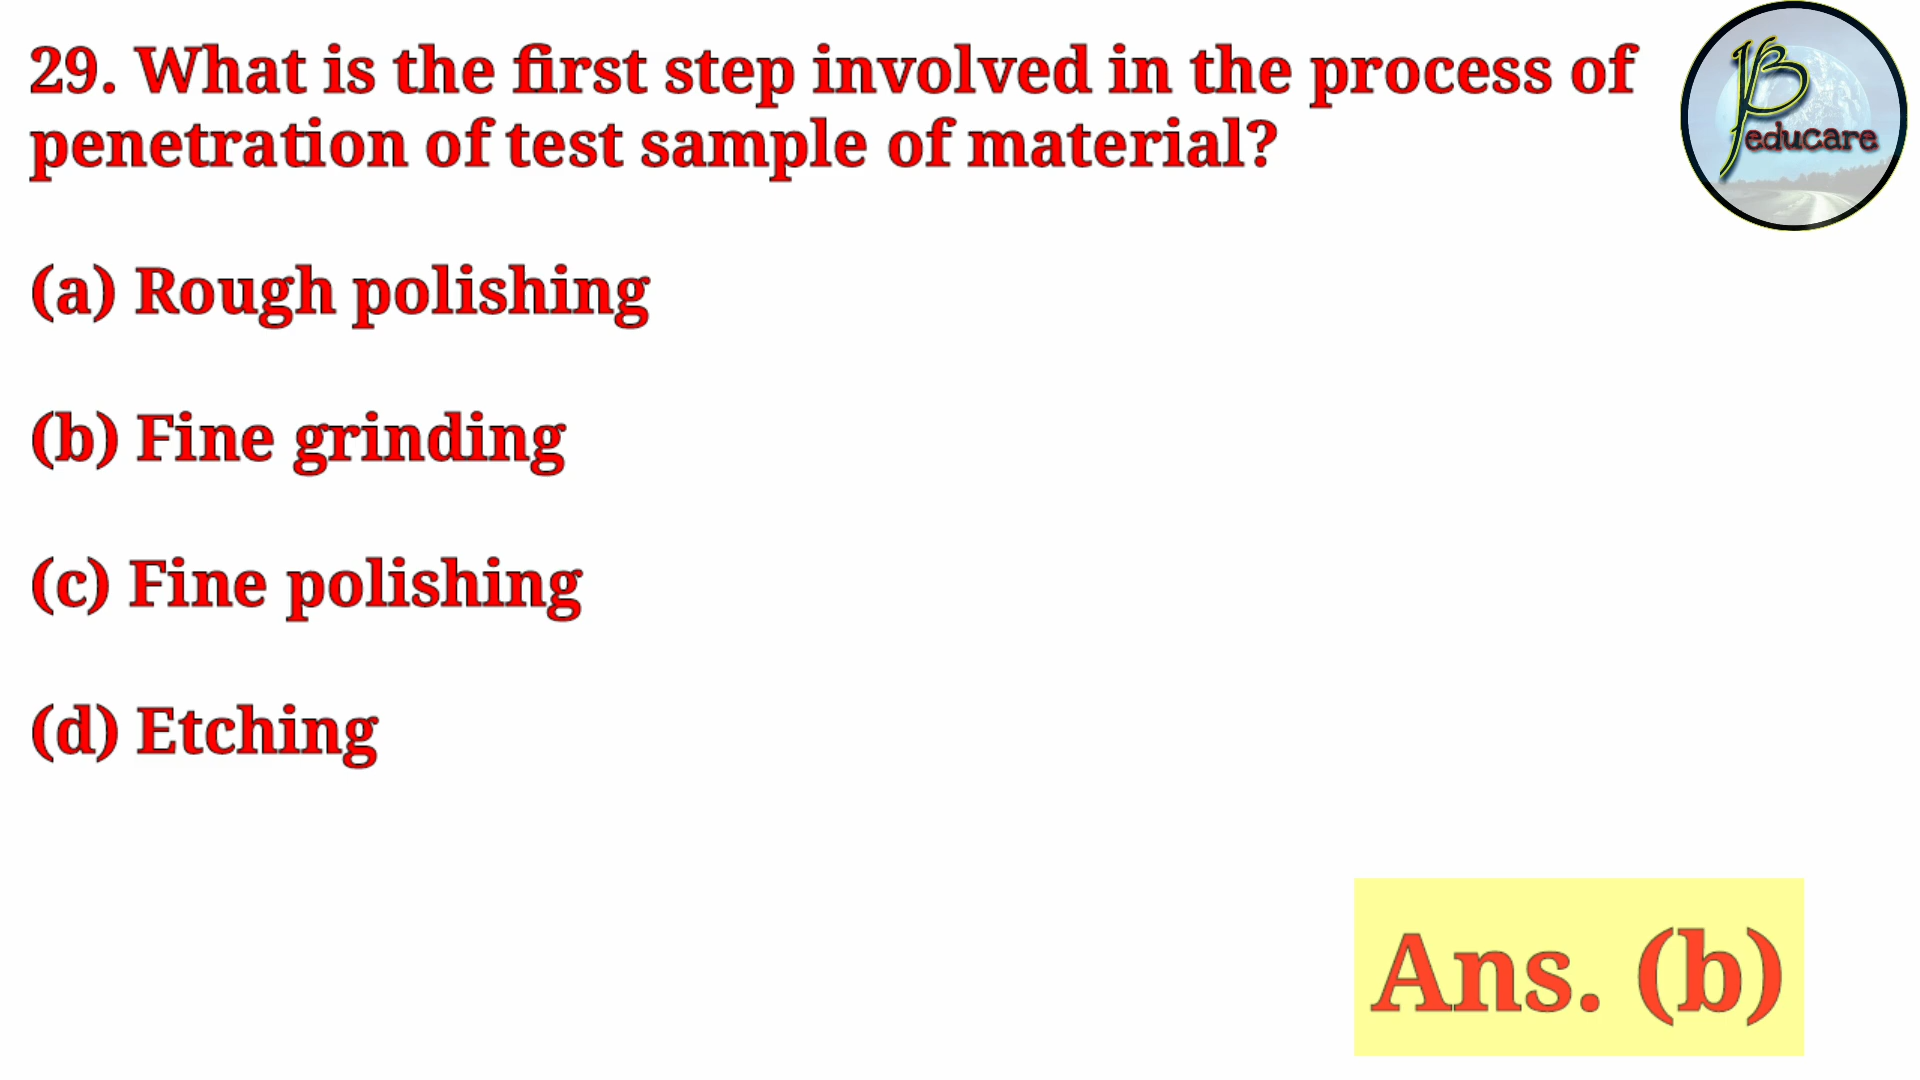 29. What is the first step involved in the process of
penetration of test sample of material?
(a) Rough polishing
(b) Fine grinding
(c) Fine polishing
(d) Etching
Ans. (b)
educare